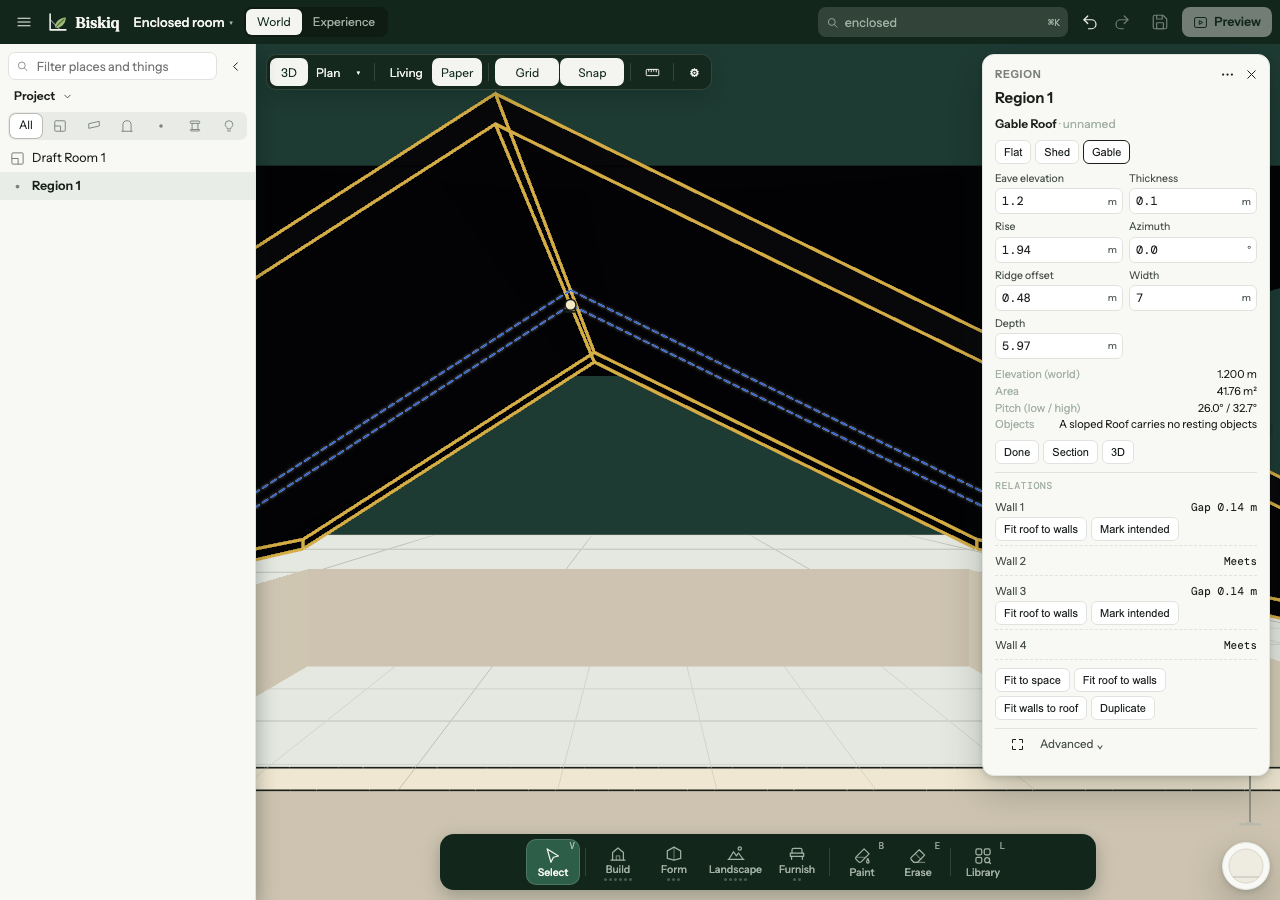 Biskiq
Enclosed room
World
Experience
enclosed
⌘K
Preview
Filter places and things
Project
All
Draft Room 1
Region 1
3D
Plan
Living
Paper
Grid
Snap
REGION
Region 1
Gable Roof · unnamed
Flat
Shed
Gable
Eave elevation
Thickness
1.2 m
0.1 m
Rise
Azimuth
1.94 m
0.0 °
Ridge offset
Width
0.48 m
7 m
Depth
5.97 m
Elevation (world) 1.200 m
Area 41.76 m²
Pitch (low / high) 26.0° / 32.7°
Objects A sloped Roof carries no resting objects
Done
Section
3D
RELATIONS
Wall 1 Gap 0.14 m
Fit roof to walls
Mark intended
Wall 2 Meets
Wall 3 Gap 0.14 m
Fit roof to walls
Mark intended
Wall 4 Meets
Fit to space
Fit roof to walls
Fit walls to roof
Duplicate
Advanced
V
Select
Build
Form
Landscape
Furnish
B
Paint
E
Erase
L
Library